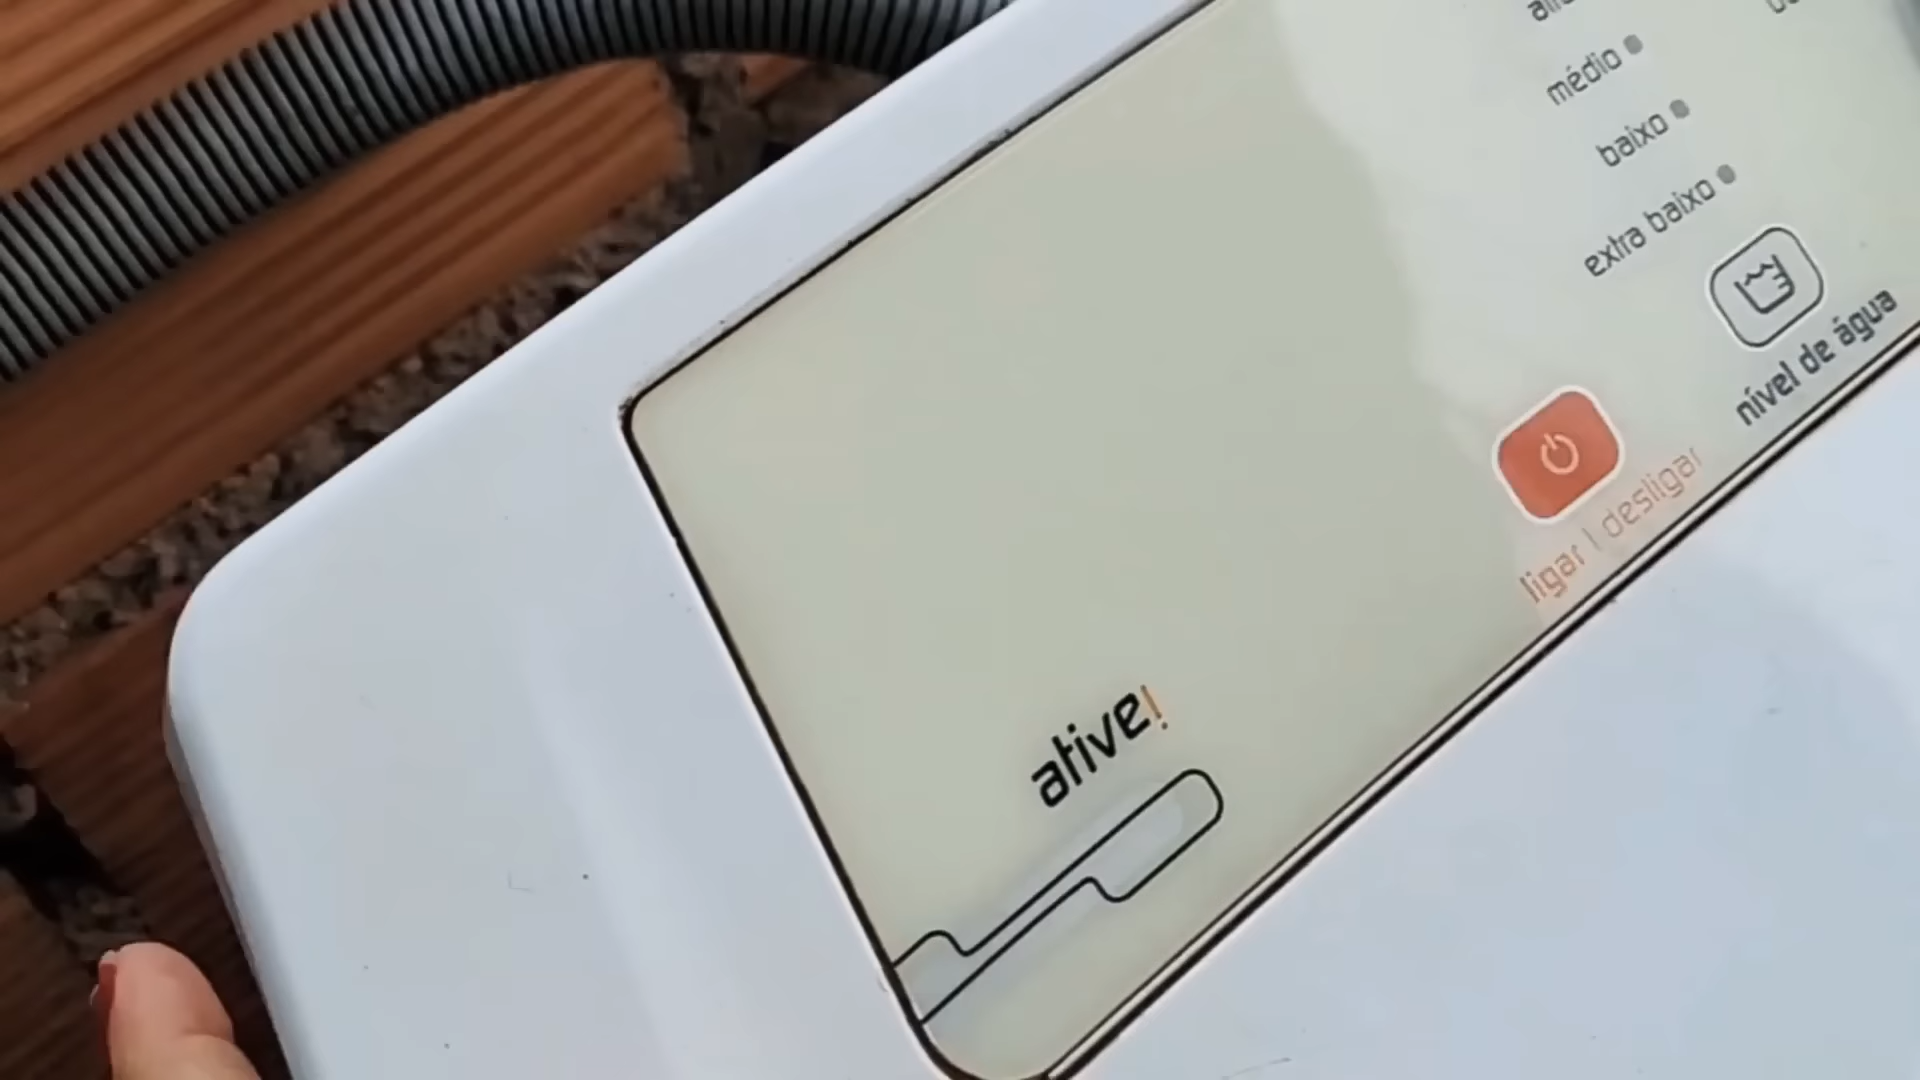 médio
baixo
extra baixo
nível de água
ligar | desligar
ative!